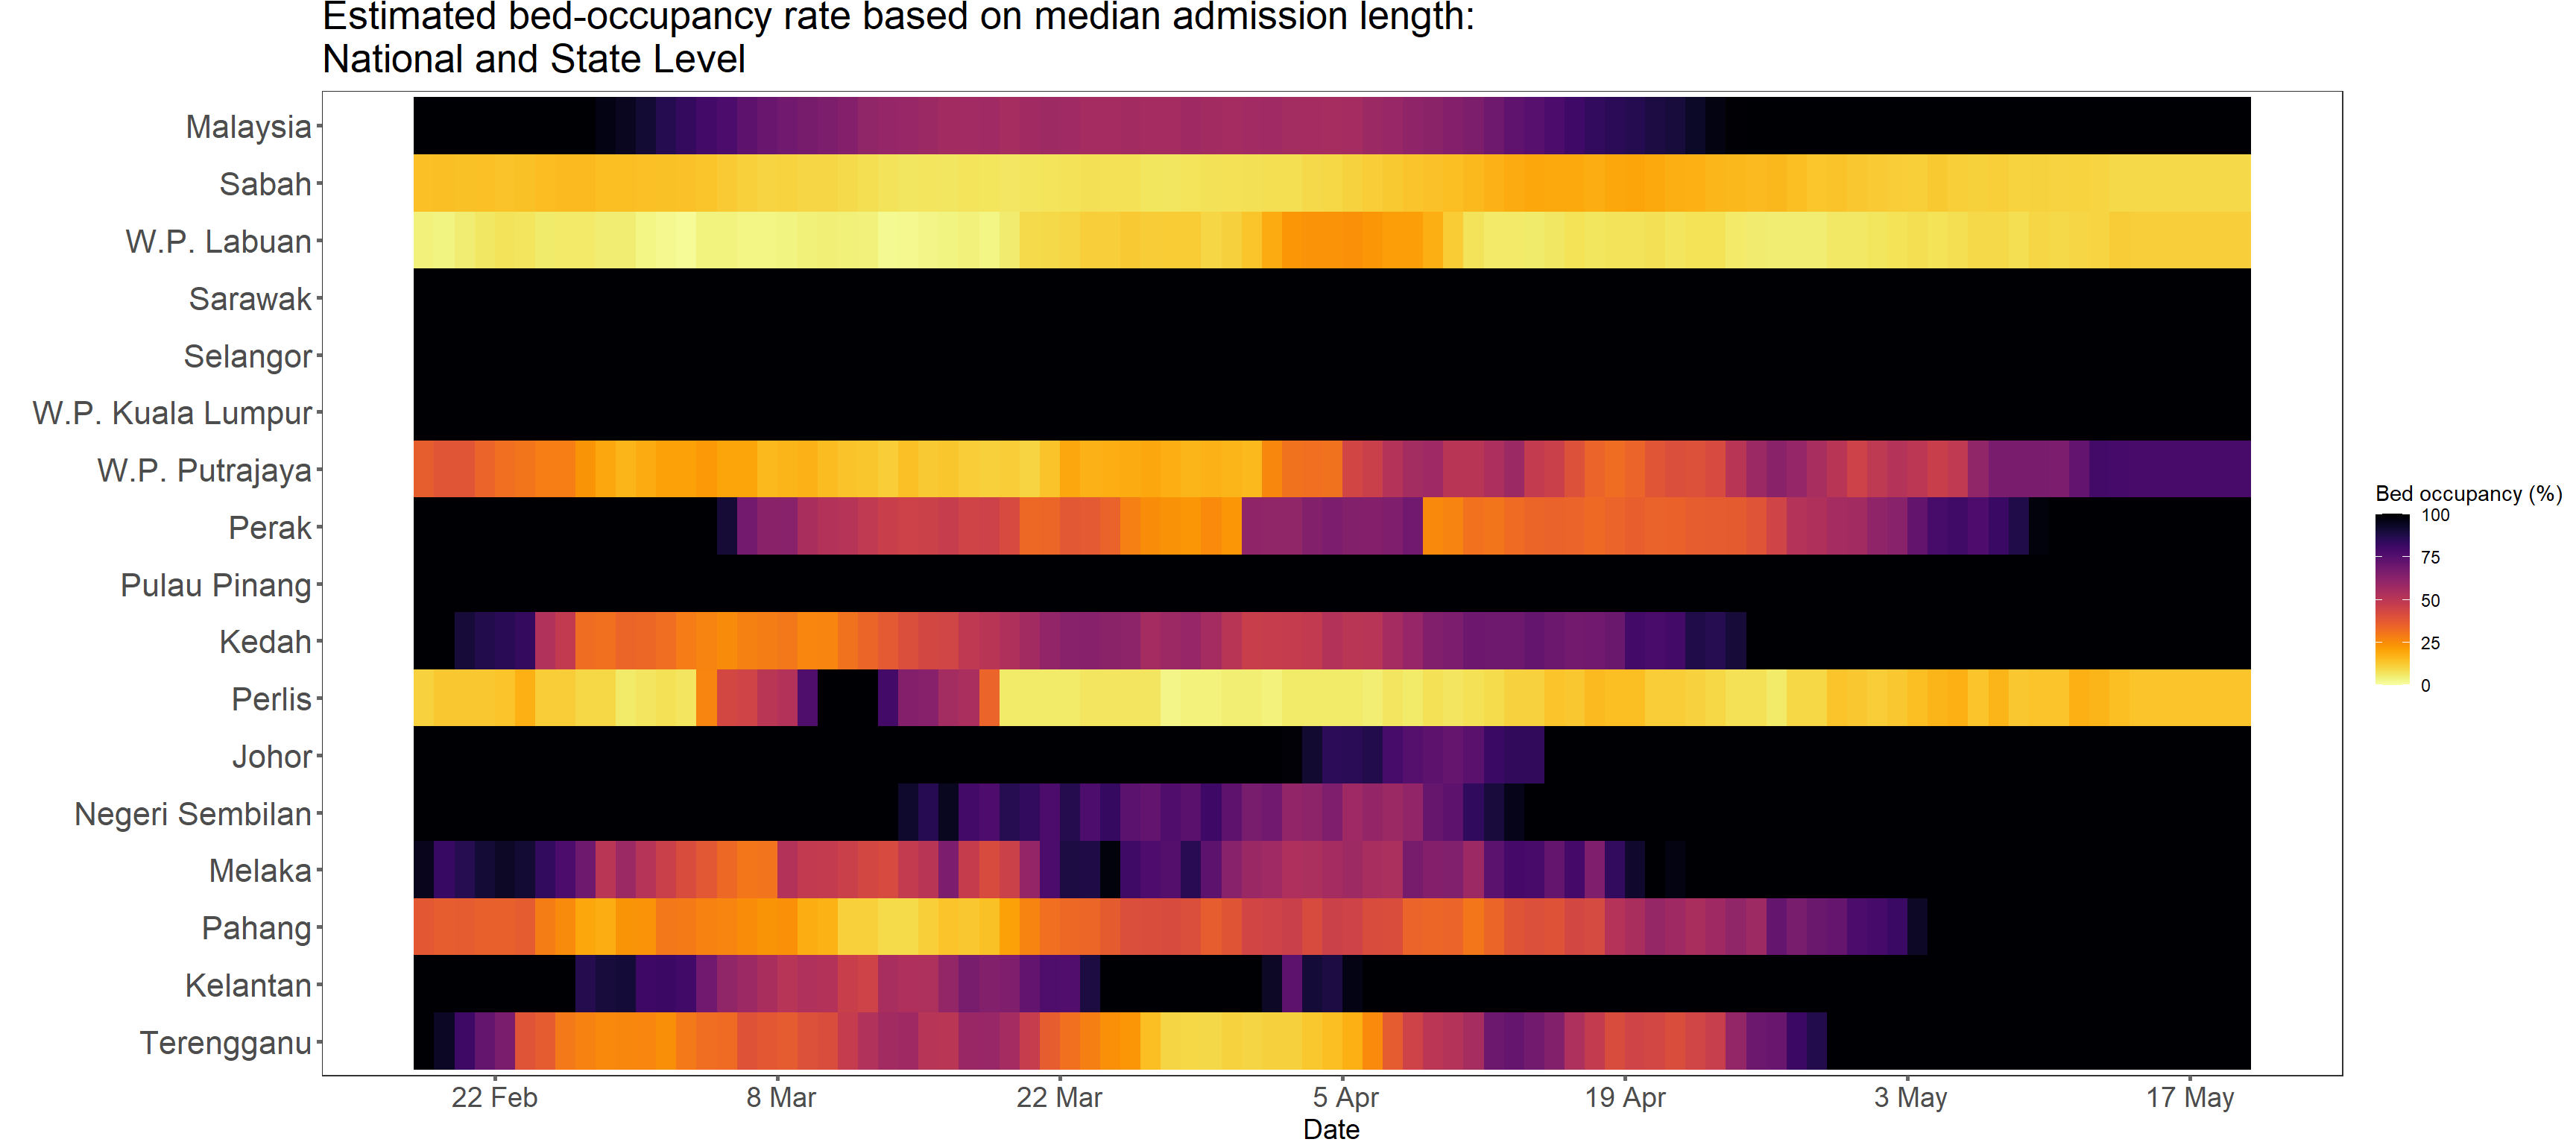 Estimated bed-occupancy rate based on median admission length:
National and State Level
Malaysia
Sabah
W.P. Labuan
Sarawak
Selangor
W.P. Kuala Lumpur
W.P. Putrajaya
Perak
Pulau Pinang
Kedah
Perlis
Johor
Negeri Sembilan
Melaka
Pahang
Kelantan
Terengganu
22 Feb
8 Mar
22 Mar
5 Apr
19 Apr
3 May
17 May
Date
Bed occupancy (%)
100
75
50
25
0